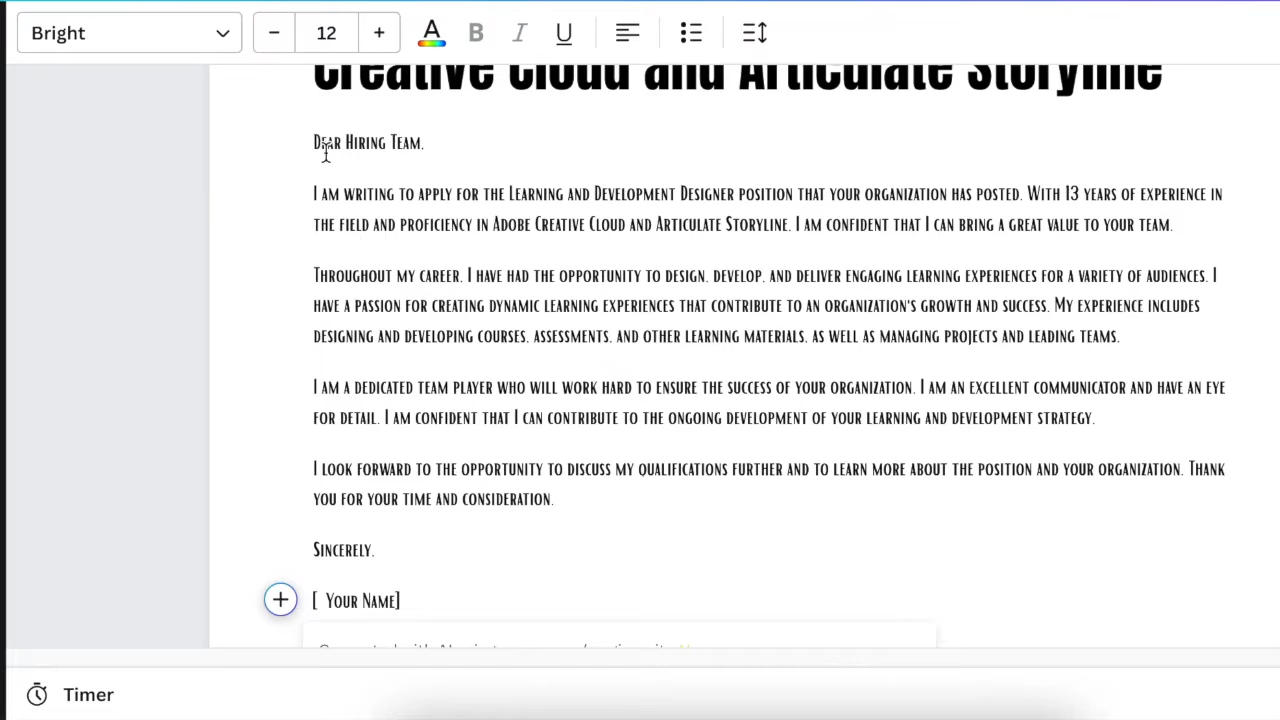 Bright
− 12 + A B I U
Creative Cloud and Articulate Storyline
Dear Hiring Team,
I am writing to apply for the Learning and Development Designer position that your organization has posted. With 13 years of experience in
the field and proficiency in Adobe Creative Cloud and Articulate Storyline, I am confident that I can bring a great value to your team.
Throughout my career, I have had the opportunity to design, develop, and deliver engaging learning experiences for a variety of audiences. I
have a passion for creating dynamic learning experiences that contribute to an organization's growth and success. My experience includes
designing and developing courses, assessments, and other learning materials, as well as managing projects and leading teams.
I am a dedicated team player who will work hard to ensure the success of your organization. I am an excellent communicator and have an eye
for detail. I am confident that I can contribute to the ongoing development of your learning and development strategy.
I look forward to the opportunity to discuss my qualifications further and to learn more about the position and your organization. Thank
you for your time and consideration.
Sincerely,
[ Your Name]
Timer